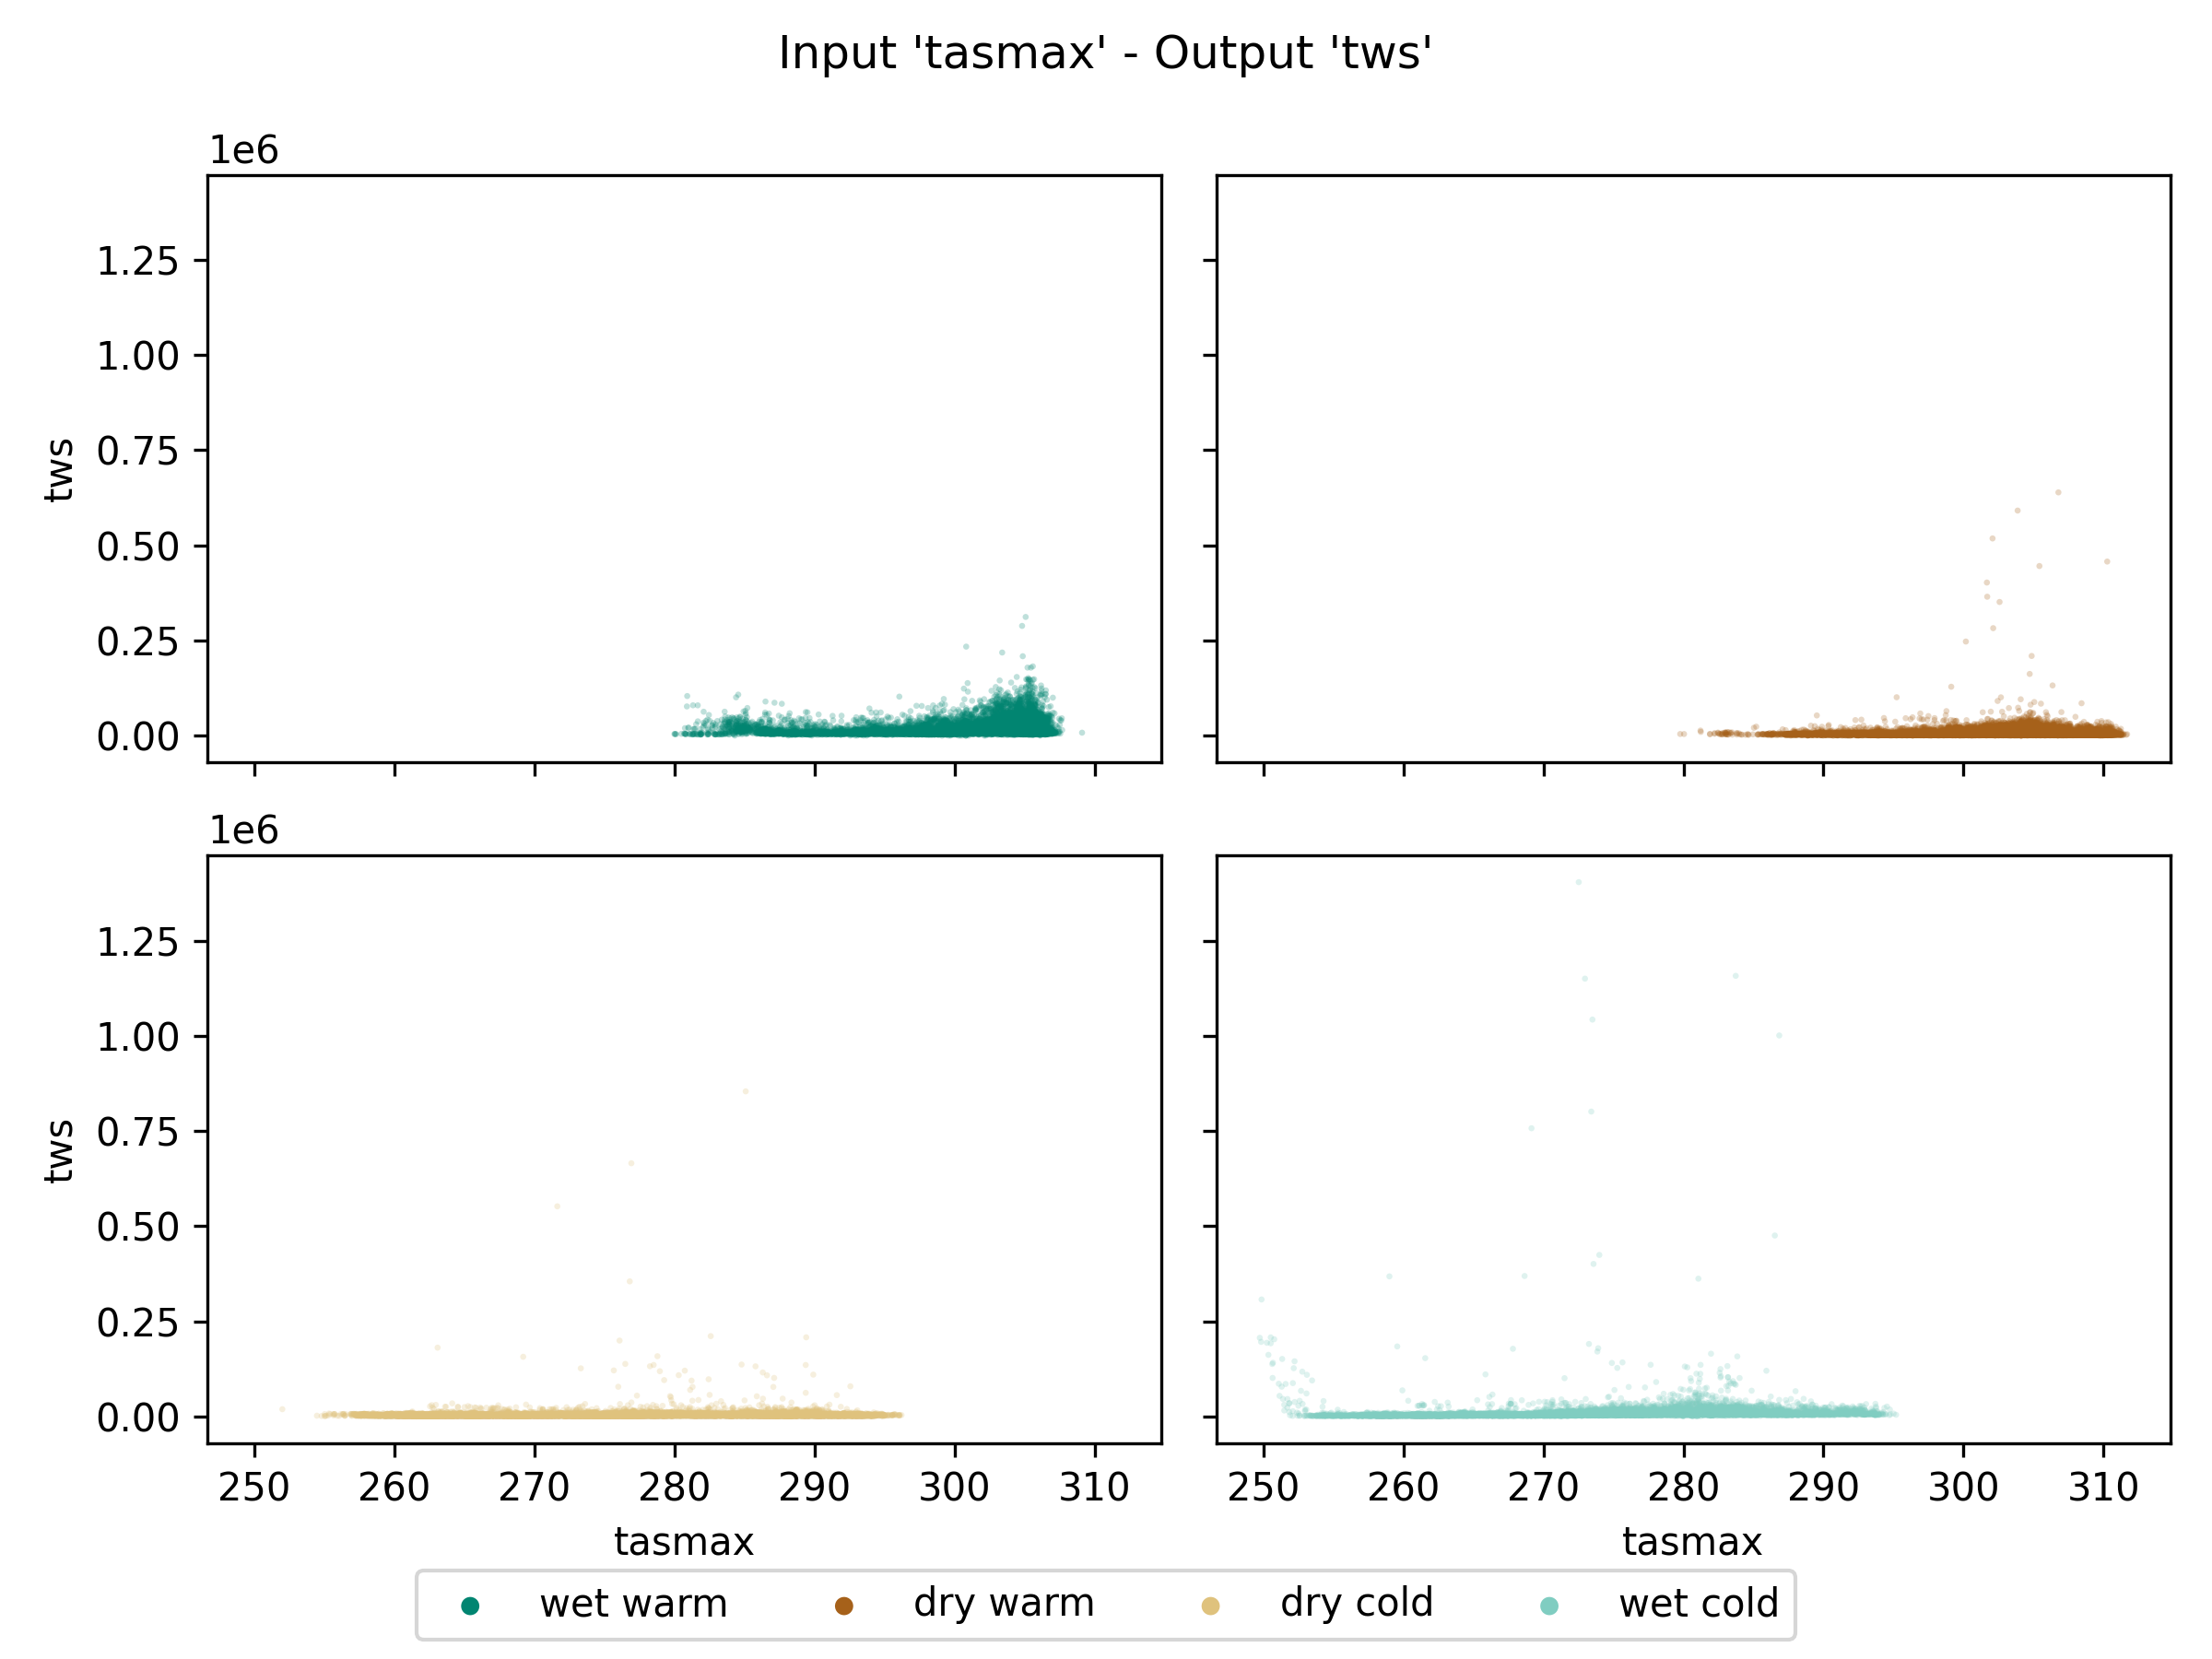 Input 'tasmax' - Output 'tws'
1e6
1.25
1.00
0.75
0.50
0.25
0.00
tws
1e6
1.25
1.00
0.75
0.50
0.25
0.00
tws
250 260 270 280 290 300 310
250 260 270 280 290 300 310
tasmax
tasmax
wet warm dry warm dry cold wet cold